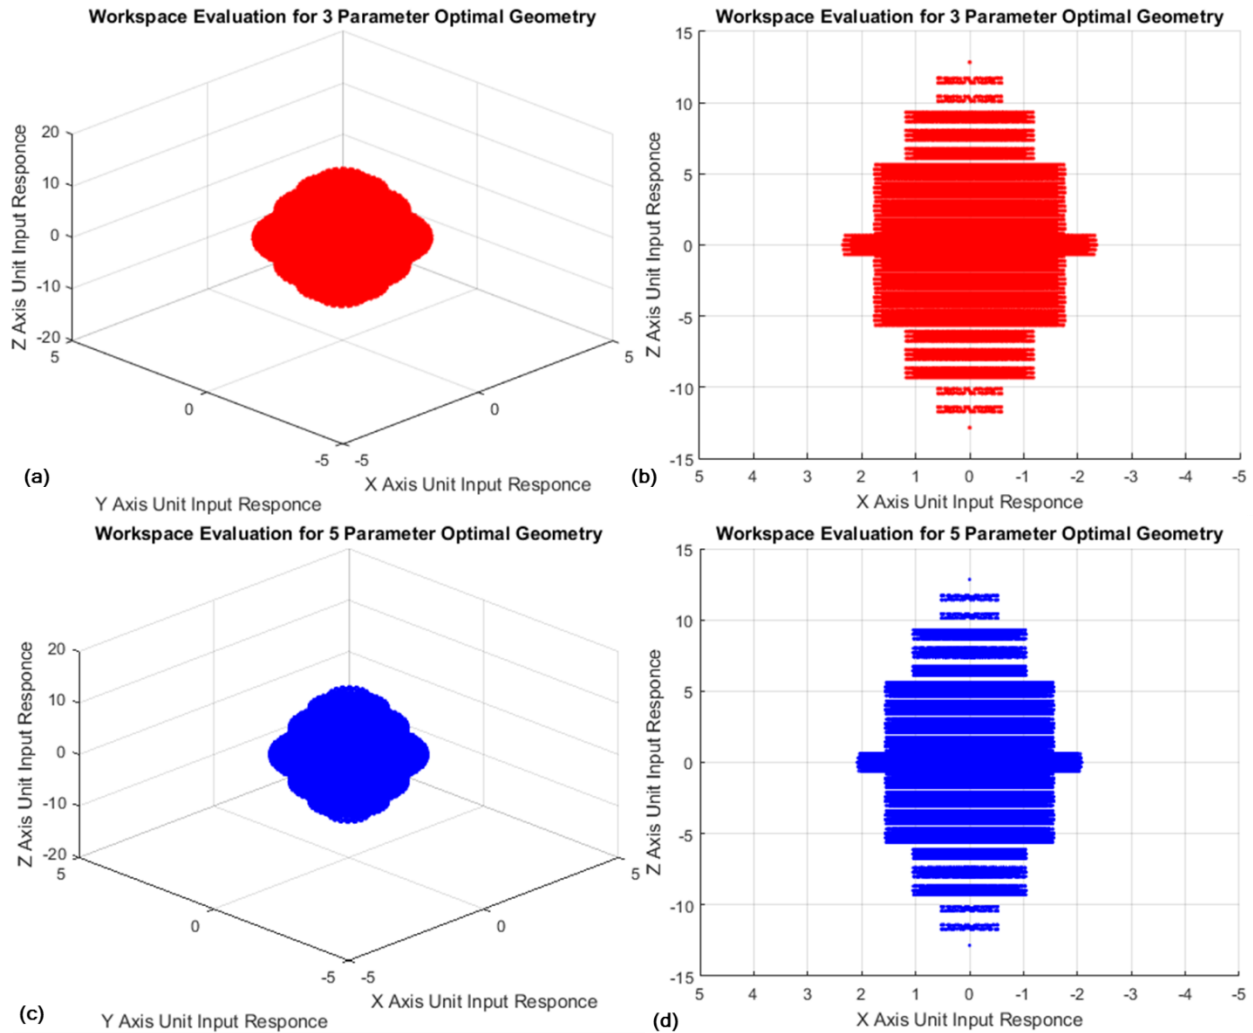 Workspace Evaluation for 3 Parameter Optimal Geometry
Z Axis Unit Input Responce
20
10
0
-10
-20
5
0
-5
-5
0
5
Y Axis Unit Input Responce
X Axis Unit Input Responce
(a)
Workspace Evaluation for 3 Parameter Optimal Geometry
Z Axis Unit Input Responce
15
10
5
0
-5
-10
-15
5 4 3 2 1 0 -1 -2 -3 -4 -5
X Axis Unit Input Responce
(b)
Workspace Evaluation for 5 Parameter Optimal Geometry
Z Axis Unit Input Responce
20
10
0
-10
-20
5
0
-5
-5
0
5
Y Axis Unit Input Responce
X Axis Unit Input Responce
(c)
Workspace Evaluation for 5 Parameter Optimal Geometry
Z Axis Unit Input Responce
15
10
5
0
-5
-10
-15
5 4 3 2 1 0 -1 -2 -3 -4 -5
X Axis Unit Input Responce
(d)